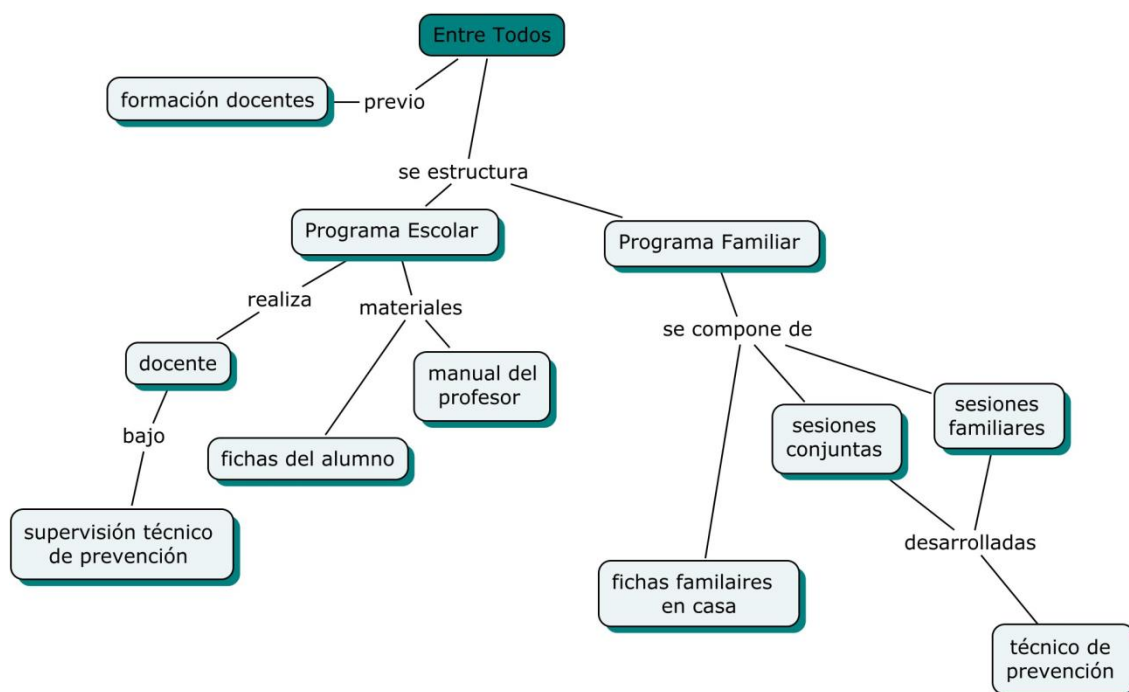 Entre Todos
formación docentes
previo
se estructura
Programa Escolar
Programa Familiar
realiza
materiales
se compone de
docente
manual del
profesor
sesiones
conjuntas
sesiones
familiares
bajo
fichas del alumno
supervisión técnico
de prevención
desarrolladas
fichas familaires
en casa
técnico de
prevención